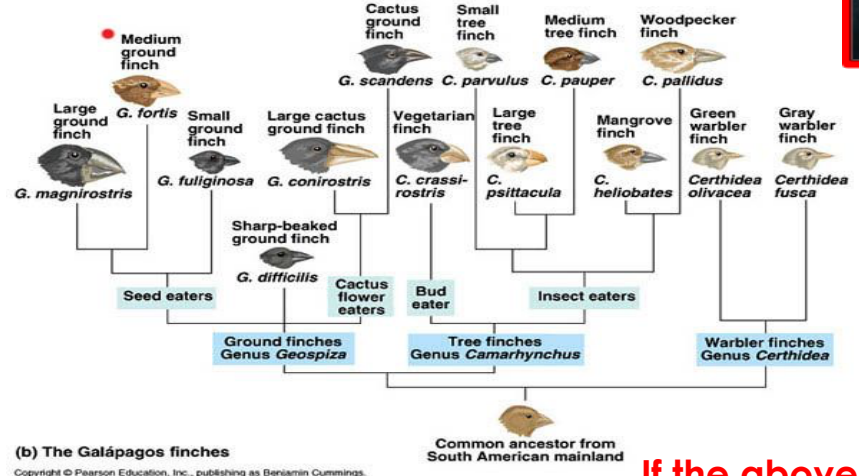 Cactus
ground
finch
G. scandens
Small
tree
finch
C. parvulus
Medium
tree finch
C. pauper
Woodpecker
finch
C. pallidus
Medium
ground
finch
G. fortis
Large
ground
finch
G. magnirostris
Small
ground
finch
G. fuliginosa
Large cactus
ground finch
G. conirostris
Vegetarian
finch
C. crassi-
rostris
Large
tree
finch
C.
psittacula
Mangrove
finch
C.
heliobates
Green
warbler
finch
Certhidea
olivacea
Gray
warbler
finch
Certhidea
fusca
Sharp-beaked
ground finch
G. difficilis
Seed eaters
Cactus
flower
eaters
Bud
eater
Insect eaters
Ground finches
Genus Geospiza
Tree finches
Genus Camarhynchus
Warbler finches
Genus Certhidea
Common ancestor from
South American mainland
(b) The Galápagos finches
Copyright © Pearson Education, Inc., publishing as Benjamin Cummings.
If the above